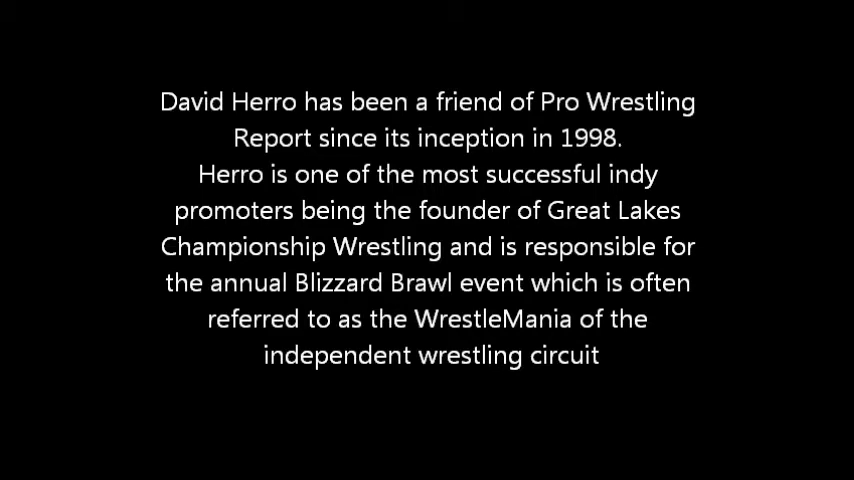 David Herro has been a friend of Pro Wrestling
Report since its inception in 1998.
Herro is one of the most successful indy
promoters being the founder of Great Lakes
Championship Wrestling and is responsible for
the annual Blizzard Brawl event which is often
referred to as the WrestleMania of the
independent wrestling circuit